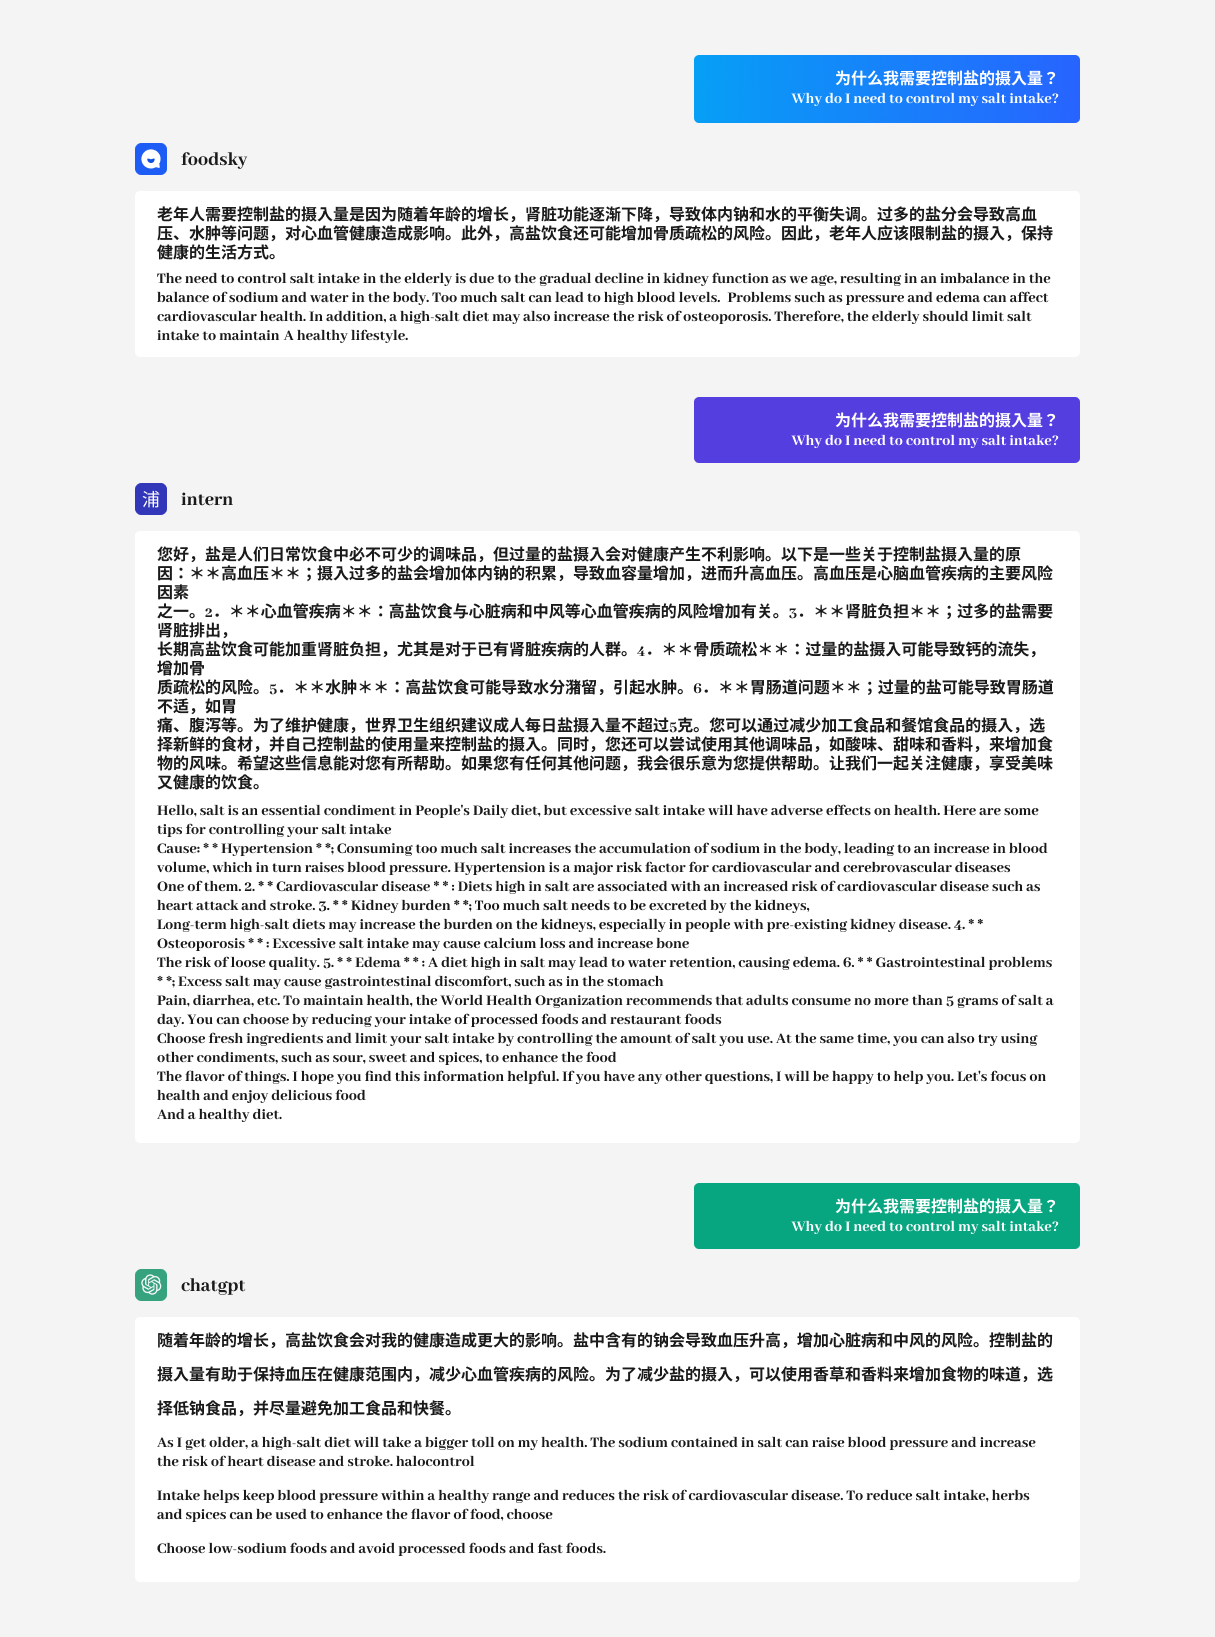 为什么我需要控制盐的摄入量？
Why do I need to control my salt intake?
foodsky
老年人需要控制盐的摄入量是因为随着年龄的增长，肾脏功能逐渐下降，导致体内钠和水的平衡失调。过多的盐分会导致高血
压、水肿等问题，对心血管健康造成影响。此外，高盐饮食还可能增加骨质疏松的风险。因此，老年人应该限制盐的摄入，保持
健康的生活方式。
The need to control salt intake in the elderly is due to the gradual decline in kidney function as we age, resulting in an imbalance in the
balance of sodium and water in the body. Too much salt can lead to high blood levels.  Problems such as pressure and edema can affect
cardiovascular health. In addition, a high-salt diet may also increase the risk of osteoporosis. Therefore, the elderly should limit salt
intake to maintain A healthy lifestyle.
为什么我需要控制盐的摄入量？
Why do I need to control my salt intake?
浦
intern
您好，盐是人们日常饮食中必不可少的调味品，但过量的盐摄入会对健康产生不利影响。以下是一些关于控制盐摄入量的原
因：＊＊高血压＊＊；摄入过多的盐会增加体内钠的积累，导致血容量增加，进而升高血压。高血压是心脑血管疾病的主要风险
因素
之一。2．＊＊心血管疾病＊＊：高盐饮食与心脏病和中风等心血管疾病的风险增加有关。3．＊＊肾脏负担＊＊；过多的盐需要
肾脏排出，
长期高盐饮食可能加重肾脏负担，尤其是对于已有肾脏疾病的人群。4．＊＊骨质疏松＊＊：过量的盐摄入可能导致钙的流失，
增加骨
质疏松的风险。5．＊＊水肿＊＊：高盐饮食可能导致水分潴留，引起水肿。6．＊＊胃肠道问题＊＊；过量的盐可能导致胃肠道
不适，如胃
痛、腹泻等。为了维护健康，世界卫生组织建议成人每日盐摄入量不超过5克。您可以通过减少加工食品和餐馆食品的摄入，选
择新鲜的食材，并自己控制盐的使用量来控制盐的摄入。同时，您还可以尝试使用其他调味品，如酸味、甜味和香料，来增加食
物的风味。希望这些信息能对您有所帮助。如果您有任何其他问题，我会很乐意为您提供帮助。让我们一起关注健康，享受美味
又健康的饮食。
Hello, salt is an essential condiment in People's Daily diet, but excessive salt intake will have adverse effects on health. Here are some
tips for controlling your salt intake
Cause: * * Hypertension * *; Consuming too much salt increases the accumulation of sodium in the body, leading to an increase in blood
volume, which in turn raises blood pressure. Hypertension is a major risk factor for cardiovascular and cerebrovascular diseases
One of them. 2. * * Cardiovascular disease * * : Diets high in salt are associated with an increased risk of cardiovascular disease such as
heart attack and stroke. 3. * * Kidney burden * *; Too much salt needs to be excreted by the kidneys,
Long-term high-salt diets may increase the burden on the kidneys, especially in people with pre-existing kidney disease. 4. * *
Osteoporosis * * : Excessive salt intake may cause calcium loss and increase bone
The risk of loose quality. 5. * * Edema * * : A diet high in salt may lead to water retention, causing edema. 6. * * Gastrointestinal problems
* *; Excess salt may cause gastrointestinal discomfort, such as in the stomach
Pain, diarrhea, etc. To maintain health, the World Health Organization recommends that adults consume no more than 5 grams of salt a
day. You can choose by reducing your intake of processed foods and restaurant foods
Choose fresh ingredients and limit your salt intake by controlling the amount of salt you use. At the same time, you can also try using
other condiments, such as sour, sweet and spices, to enhance the food
The flavor of things. I hope you find this information helpful. If you have any other questions, I will be happy to help you. Let's focus on
health and enjoy delicious food
And a healthy diet.
为什么我需要控制盐的摄入量？
Why do I need to control my salt intake?
chatgpt
随着年龄的增长，高盐饮食会对我的健康造成更大的影响。盐中含有的钠会导致血压升高，增加心脏病和中风的风险。控制盐的
摄入量有助于保持血压在健康范围内，减少心血管疾病的风险。为了减少盐的摄入，可以使用香草和香料来增加食物的味道，选
择低钠食品，并尽量避免加工食品和快餐。
As I get older, a high-salt diet will take a bigger toll on my health. The sodium contained in salt can raise blood pressure and increase
the risk of heart disease and stroke. halocontrol
Intake helps keep blood pressure within a healthy range and reduces the risk of cardiovascular disease. To reduce salt intake, herbs
and spices can be used to enhance the flavor of food, choose
Choose low-sodium foods and avoid processed foods and fast foods.